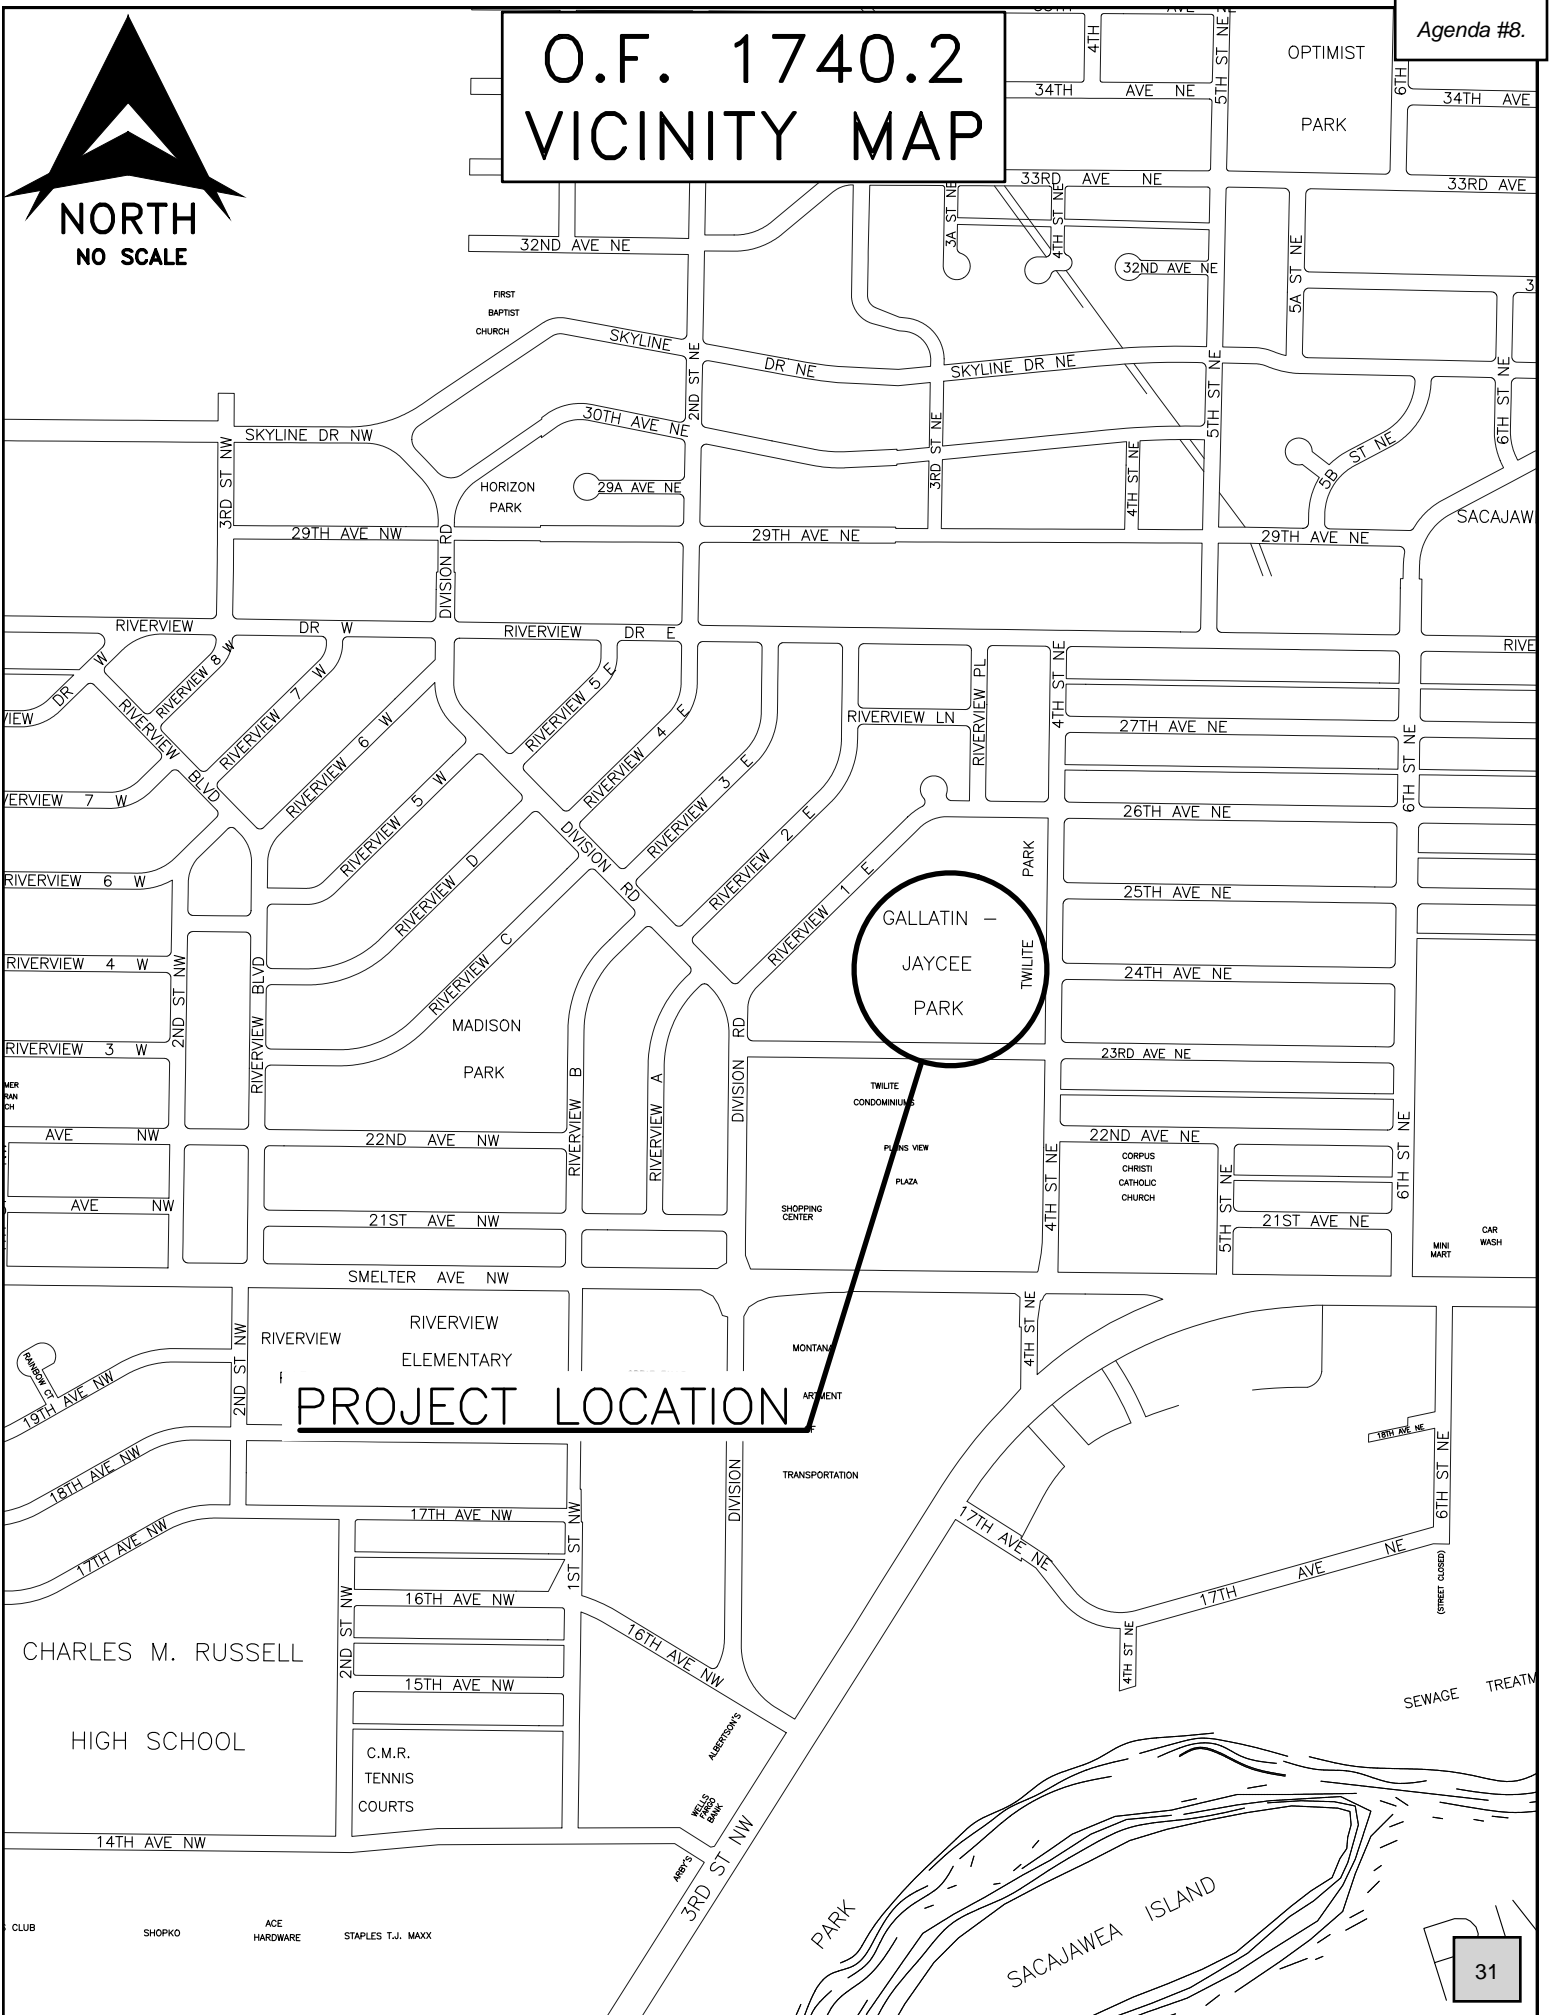 Agenda #8.
O.F. 1740.2
VICINITY MAP
NORTH
NO SCALE
4TH
5TH ST NE
OPTIMIST
PARK
6TH
34TH AVE NE
34TH AVE
33RD AVE NE
33RD AVE
3A ST NE
4TH ST NE
5A ST NE
32ND AVE NE
32ND AVE NE
FIRST
BAPTIST
CHURCH
SKYLINE
DR NE
SKYLINE DR NE
2ND ST NE
5TH ST NE
6TH ST NE
30TH AVE NE
SKYLINE DR NW
3RD ST NW
3RD ST NE
4TH ST NE
5B ST NE
HORIZON
PARK
29A AVE NE
SACAJAW
29TH AVE NW
29TH AVE NE
29TH AVE NE
DIVISION RD
RIVERVIEW DR W
RIVERVIEW DR E
RIVE
RIVERVIEW 8 W
RIVERVIEW 7 W
RIVERVIEW 6 W
RIVERVIEW 5 W
RIVERVIEW 5 E
RIVERVIEW 4 E
RIVERVIEW 3 E
RIVERVIEW 2 E
RIVERVIEW 1 E
VIEW DR W
RIVERVIEW BLVD
RIVERVIEW LN
RIVERVIEW PL
4TH ST NE
27TH AVE NE
6TH ST NE
ERVIEW 7 W
26TH AVE NE
DIVISION RD
RIVERVIEW D
RIVERVIEW C
RIVERVIEW 6 W
25TH AVE NE
TWILITE PARK
GALLATIN –
JAYCEE
PARK
24TH AVE NE
RIVERVIEW 4 W
2ND ST NW
RIVERVIEW BLVD
MADISON
PARK
RIVERVIEW 3 W
23RD AVE NE
RIVERVIEW B
RIVERVIEW A
DIVISION RD
MER
RAN
CH
TWILITE
CONDOMINIUMS
AVE NW
22ND AVE NW
22ND AVE NE
PLAINS VIEW
PLAZA
4TH ST NE
CORPUS
CHRISTI
CATHOLIC
CHURCH
5TH ST NE
6TH ST NE
AVE NW
21ST AVE NW
SHOPPING
CENTER
21ST AVE NE
MINI
MART
CAR
WASH
SMELTER AVE NW
RIVERVIEW
RIVERVIEW
ELEMENTARY
2ND ST NW
4TH ST NE
MONTANA
RAINBOW CT
19TH AVE NW
PROJECT LOCATION
18TH AVE NE
6TH ST NE
18TH AVE NW
TRANSPORTATION
DIVISION
17TH AVE NW
17TH AVE NW
1ST ST NW
17TH AVE NE
17TH AVE NE
(STREET CLOSED)
16TH AVE NW
16TH AVE NW
2ND ST NW
4TH ST NE
CHARLES M. RUSSELL
HIGH SCHOOL
15TH AVE NW
SEWAGE TREATM
C.M.R.
TENNIS
COURTS
ALBERTSON'S
WELLS
FARGO
BANK
14TH AVE NW
ARBY'S
3RD ST NW
PARK
SACAJAWEA ISLAND
CLUB
SHOPKO
ACE
HARDWARE
STAPLES T.J. MAXX
31